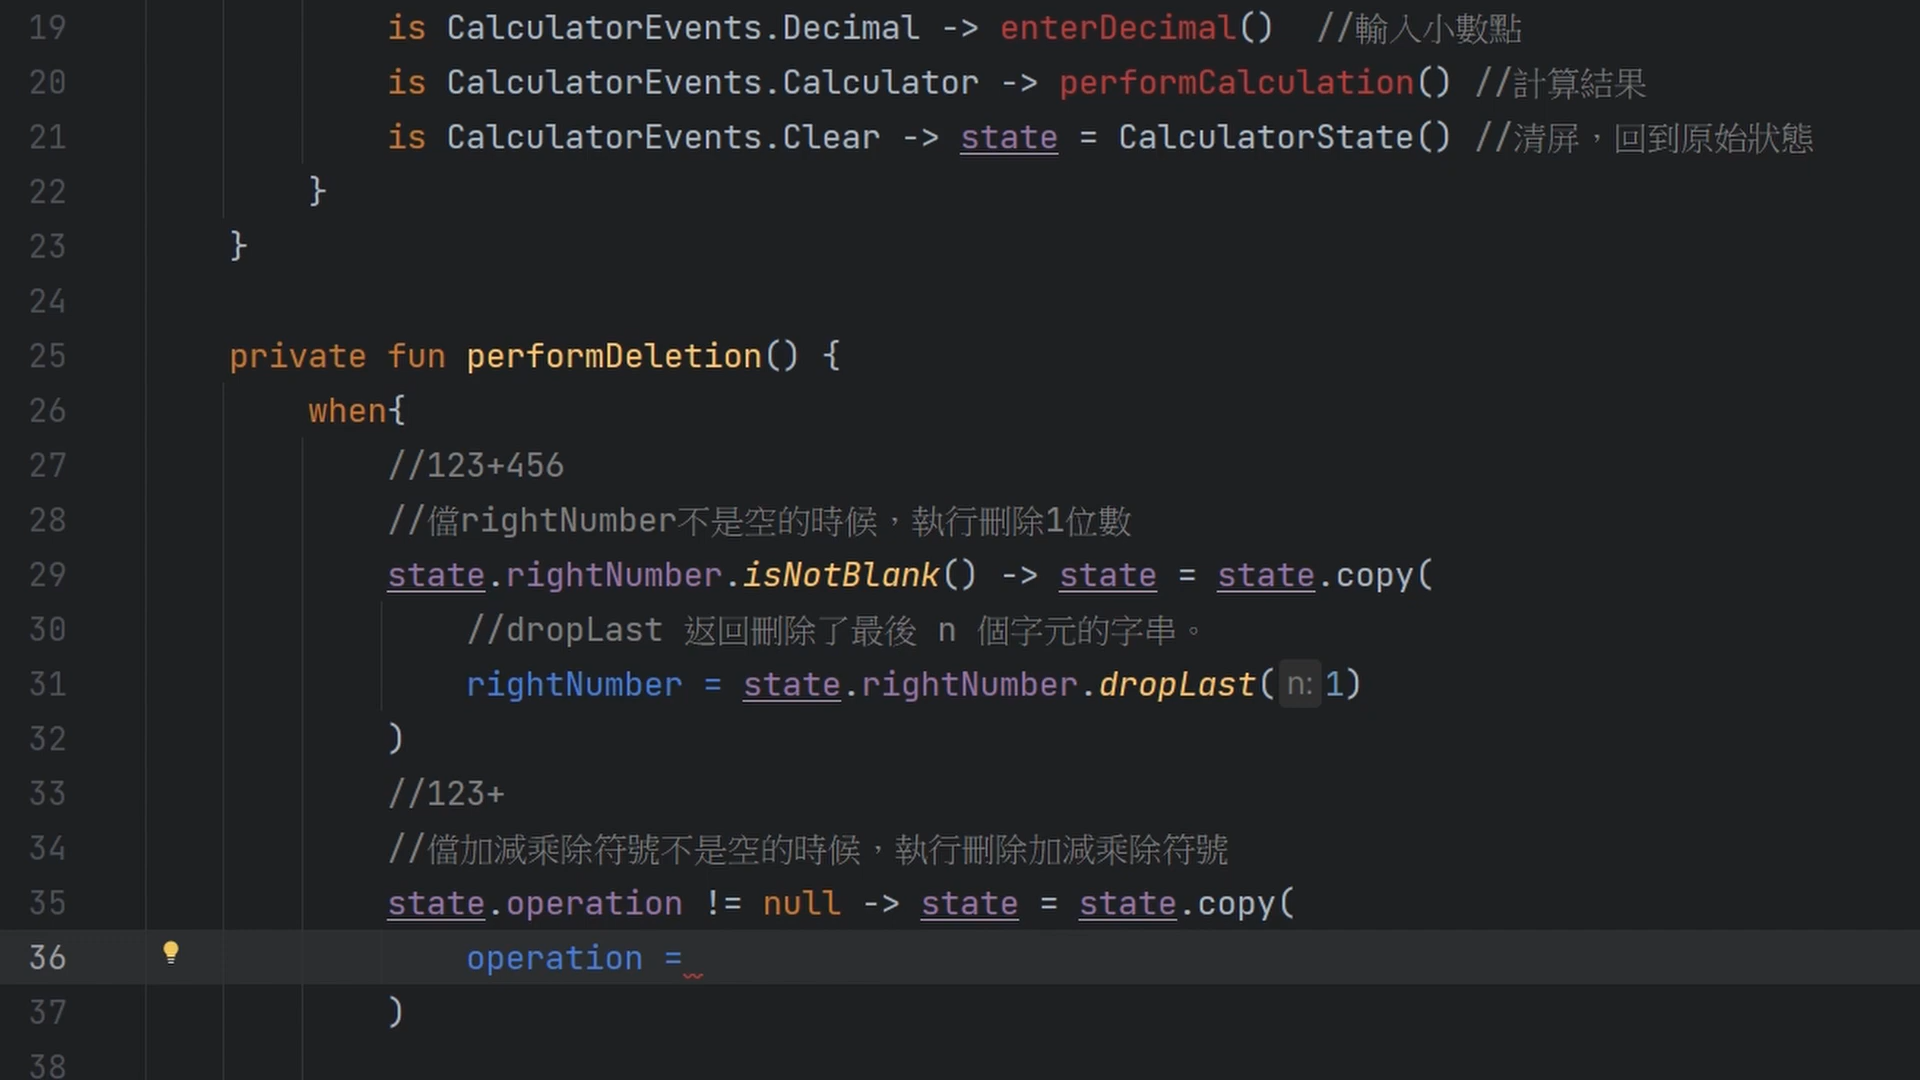 19 is CalculatorEvents.Decimal -> enterDecimal() //輸入小數點
20 is CalculatorEvents.Calculator -> performCalculation() //計算結果
21 is CalculatorEvents.Clear -> state = CalculatorState() //清屏，回到原始狀態
22 }
23 }
24
25 private fun performDeletion() {
26 when{
27 //123+456
28 //儅rightNumber不是空的時候，執行刪除1位數
29 state.rightNumber.isNotBlank() -> state = state.copy(
30 //dropLast 返回刪除了最後 n 個字元的字串。
31 rightNumber = state.rightNumber.dropLast( n: 1)
32 )
33 //123+
34 //儅加減乘除符號不是空的時候，執行刪除加減乘除符號
35 state.operation != null -> state = state.copy(
36 operation =
37 )
38